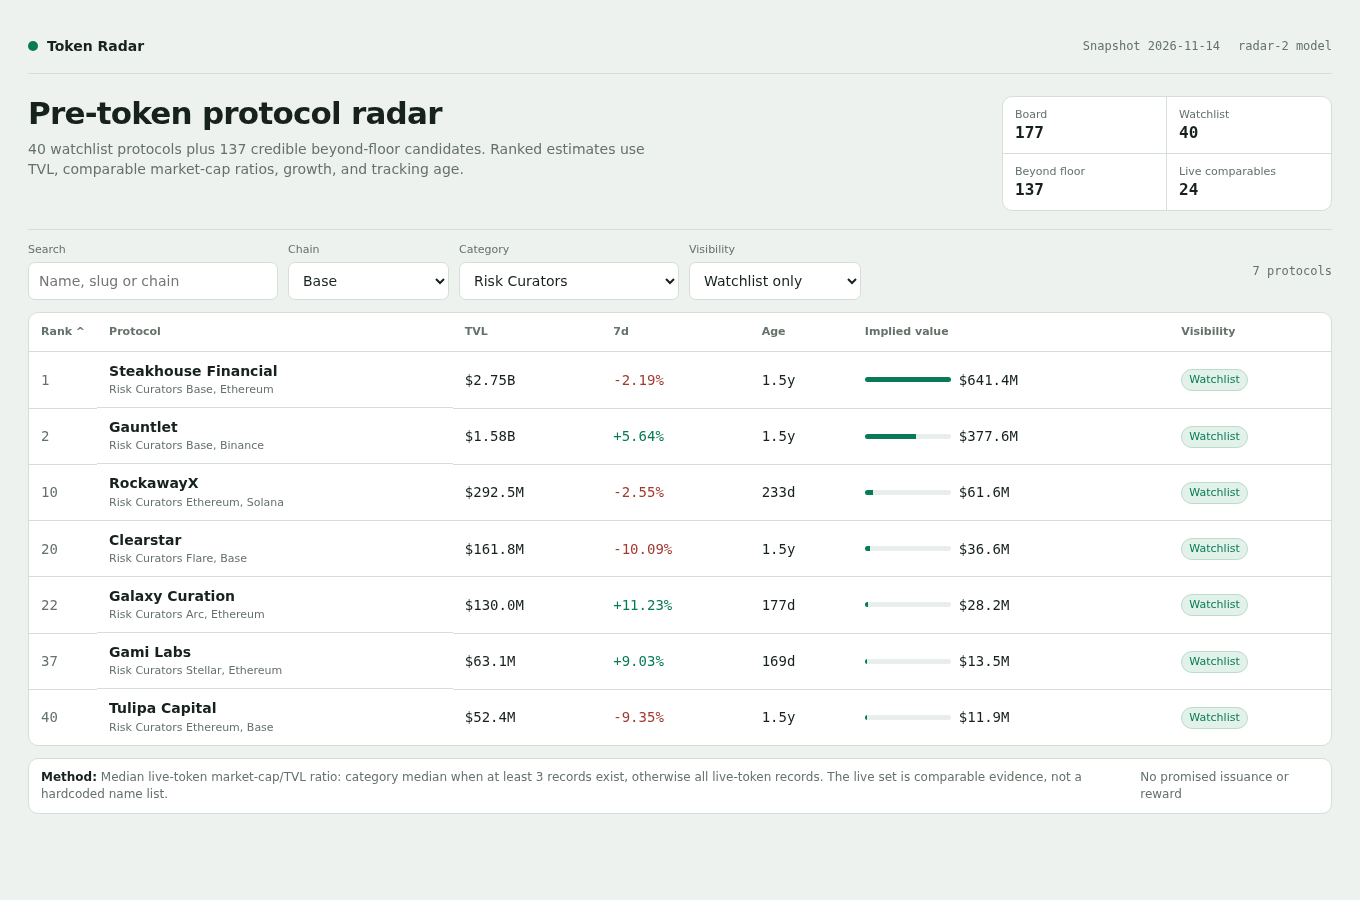 Token Radar
Snapshot 2026-11-14 radar-2 model
Pre-token protocol radar
40 watchlist protocols plus 137 credible beyond-floor candidates. Ranked estimates use
TVL, comparable market-cap ratios, growth, and tracking age.
Board
177
Watchlist
40
Beyond floor
137
Live comparables
24
Search
Name, slug or chain
Chain
Base
Category
Risk Curators
Visibility
Watchlist only
7 protocols
Rank ^ Protocol TVL 7d Age Implied value Visibility
1 Steakhouse Financial $2.75B -2.19% 1.5y $641.4M Watchlist
Risk Curators Base, Ethereum
2 Gauntlet $1.58B +5.64% 1.5y $377.6M Watchlist
Risk Curators Base, Binance
10 RockawayX $292.5M -2.55% 233d $61.6M Watchlist
Risk Curators Ethereum, Solana
20 Clearstar $161.8M -10.09% 1.5y $36.6M Watchlist
Risk Curators Flare, Base
22 Galaxy Curation $130.0M +11.23% 177d $28.2M Watchlist
Risk Curators Arc, Ethereum
37 Gami Labs $63.1M +9.03% 169d $13.5M Watchlist
Risk Curators Stellar, Ethereum
40 Tulipa Capital $52.4M -9.35% 1.5y $11.9M Watchlist
Risk Curators Ethereum, Base
Method: Median live-token market-cap/TVL ratio: category median when at least 3 records exist, otherwise all live-token records. The live set is comparable evidence, not a
hardcoded name list.
No promised issuance or
reward